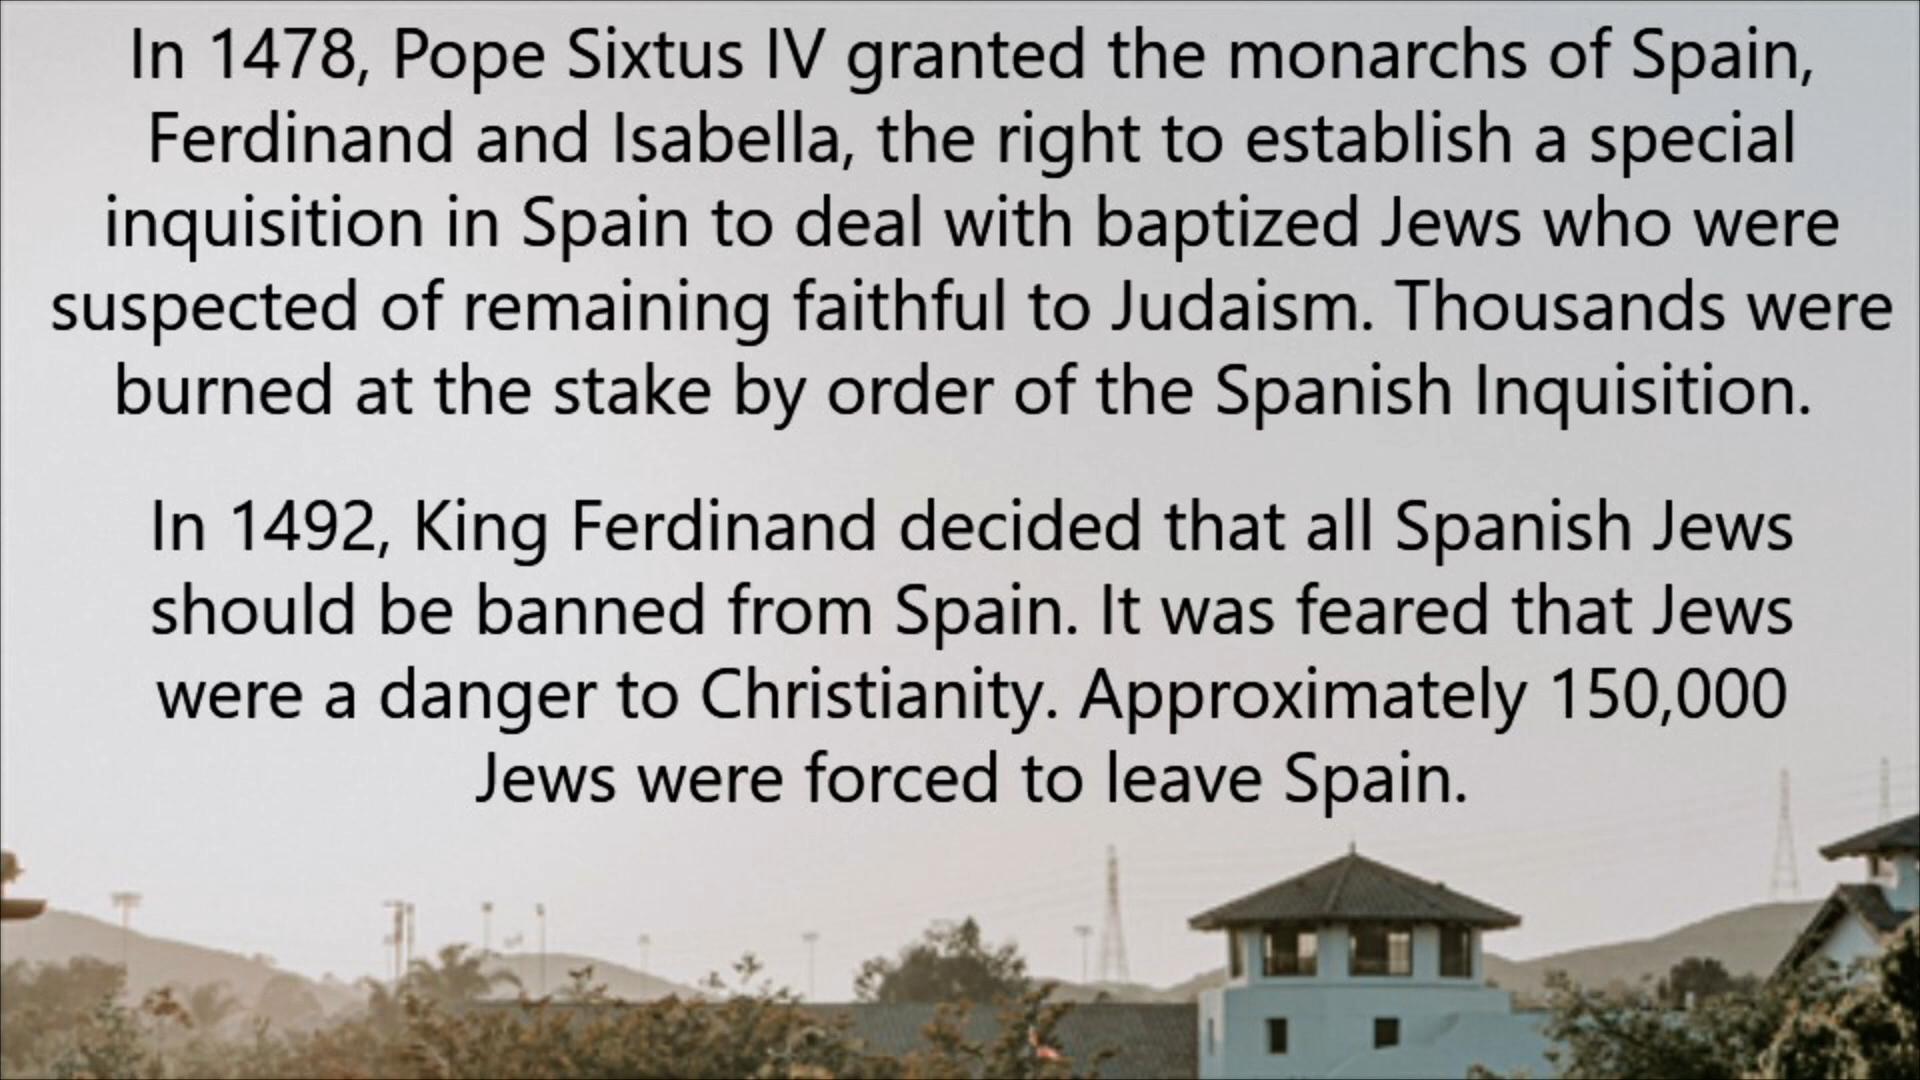 In 1478, Pope Sixtus IV granted the monarchs of Spain,
Ferdinand and Isabella, the right to establish a special
inquisition in Spain to deal with baptized Jews who were
suspected of remaining faithful to Judaism. Thousands were
burned at the stake by order of the Spanish Inquisition.
In 1492, King Ferdinand decided that all Spanish Jews
should be banned from Spain. It was feared that Jews
were a danger to Christianity. Approximately 150,000
Jews were forced to leave Spain.